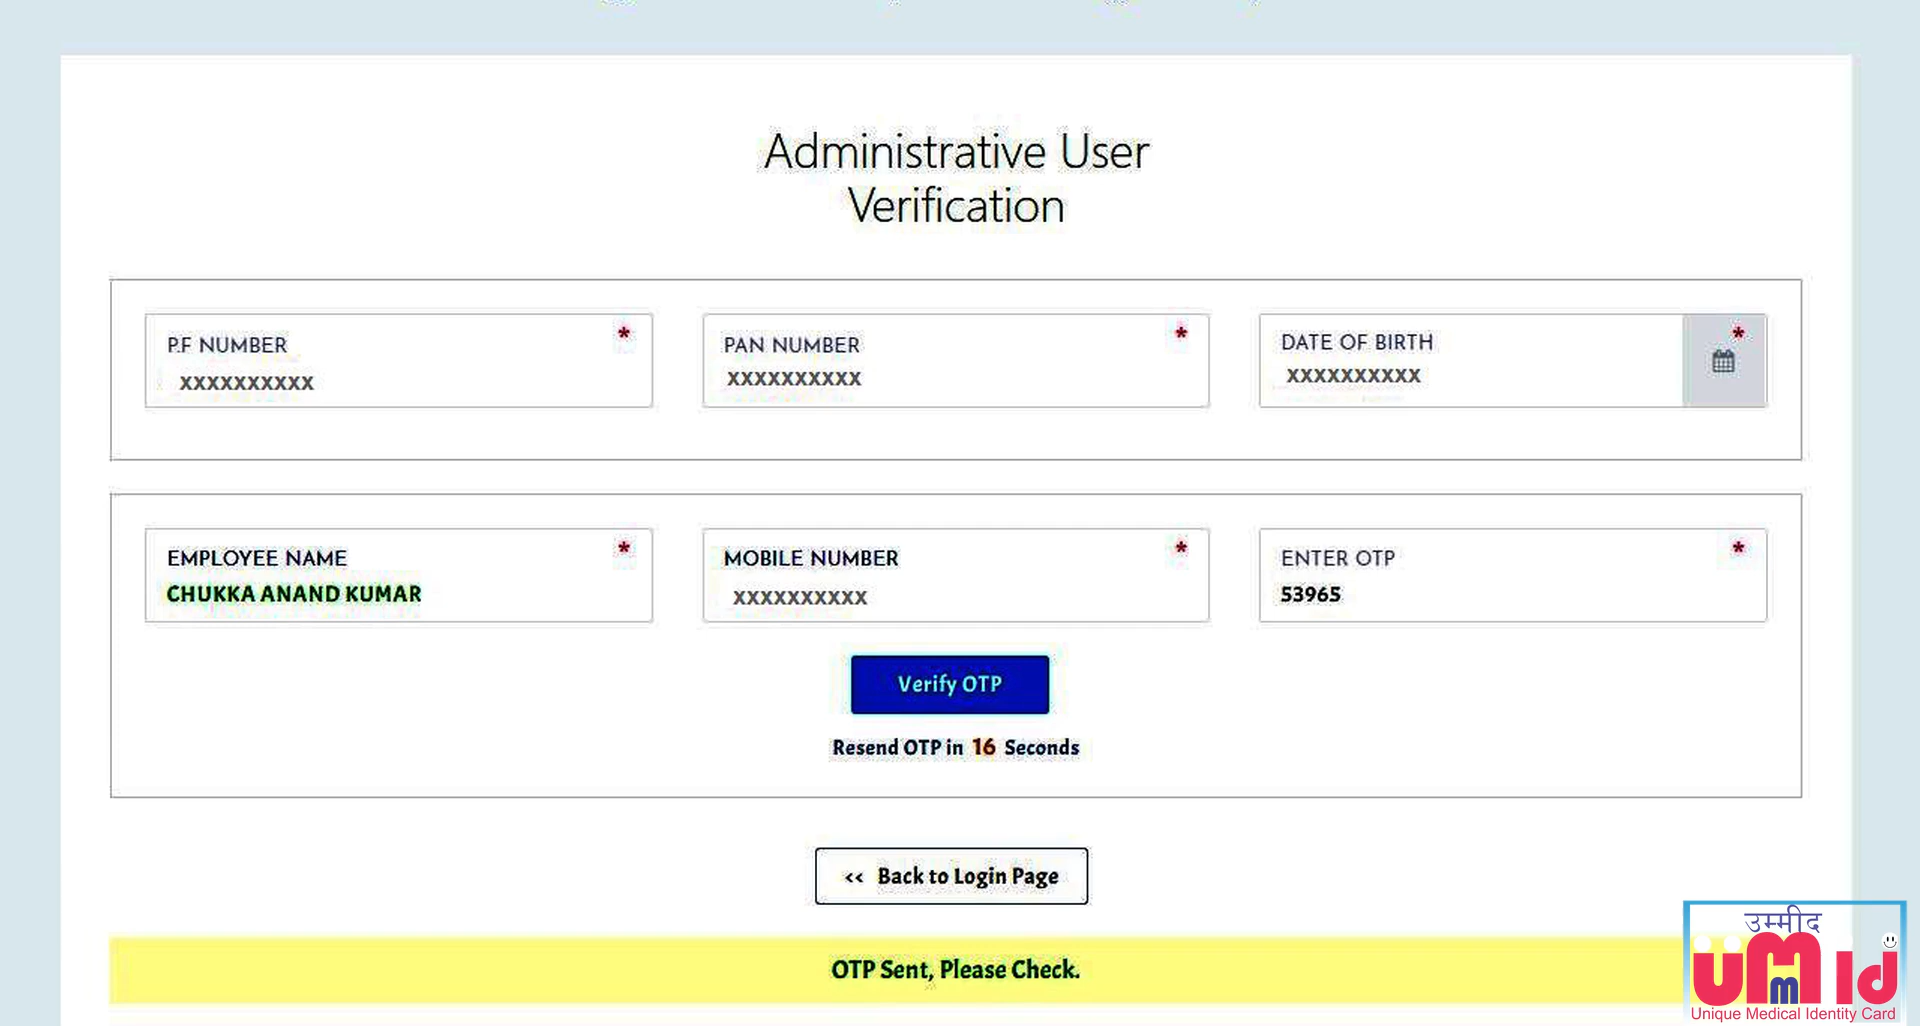 Administrative User
Verification
P.F NUMBER *
XXXXXXXXXX
PAN NUMBER *
XXXXXXXXXX
DATE OF BIRTH *
XXXXXXXXXX
EMPLOYEE NAME *
CHUKKA ANAND KUMAR
MOBILE NUMBER *
XXXXXXXXXX
ENTER OTP *
53965
Verify OTP
Resend OTP in 16 Seconds
<< Back to Login Page
OTP Sent, Please Check.
उम्मीद
UMMID
Unique Medical Identity Card